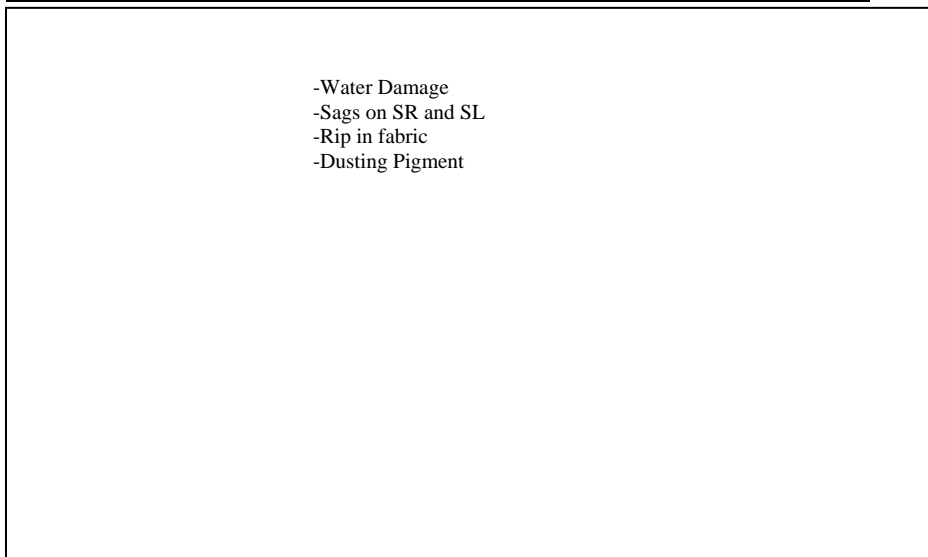 -Water Damage
-Sags on SR and SL
-Rip in fabric
-Dusting Pigment